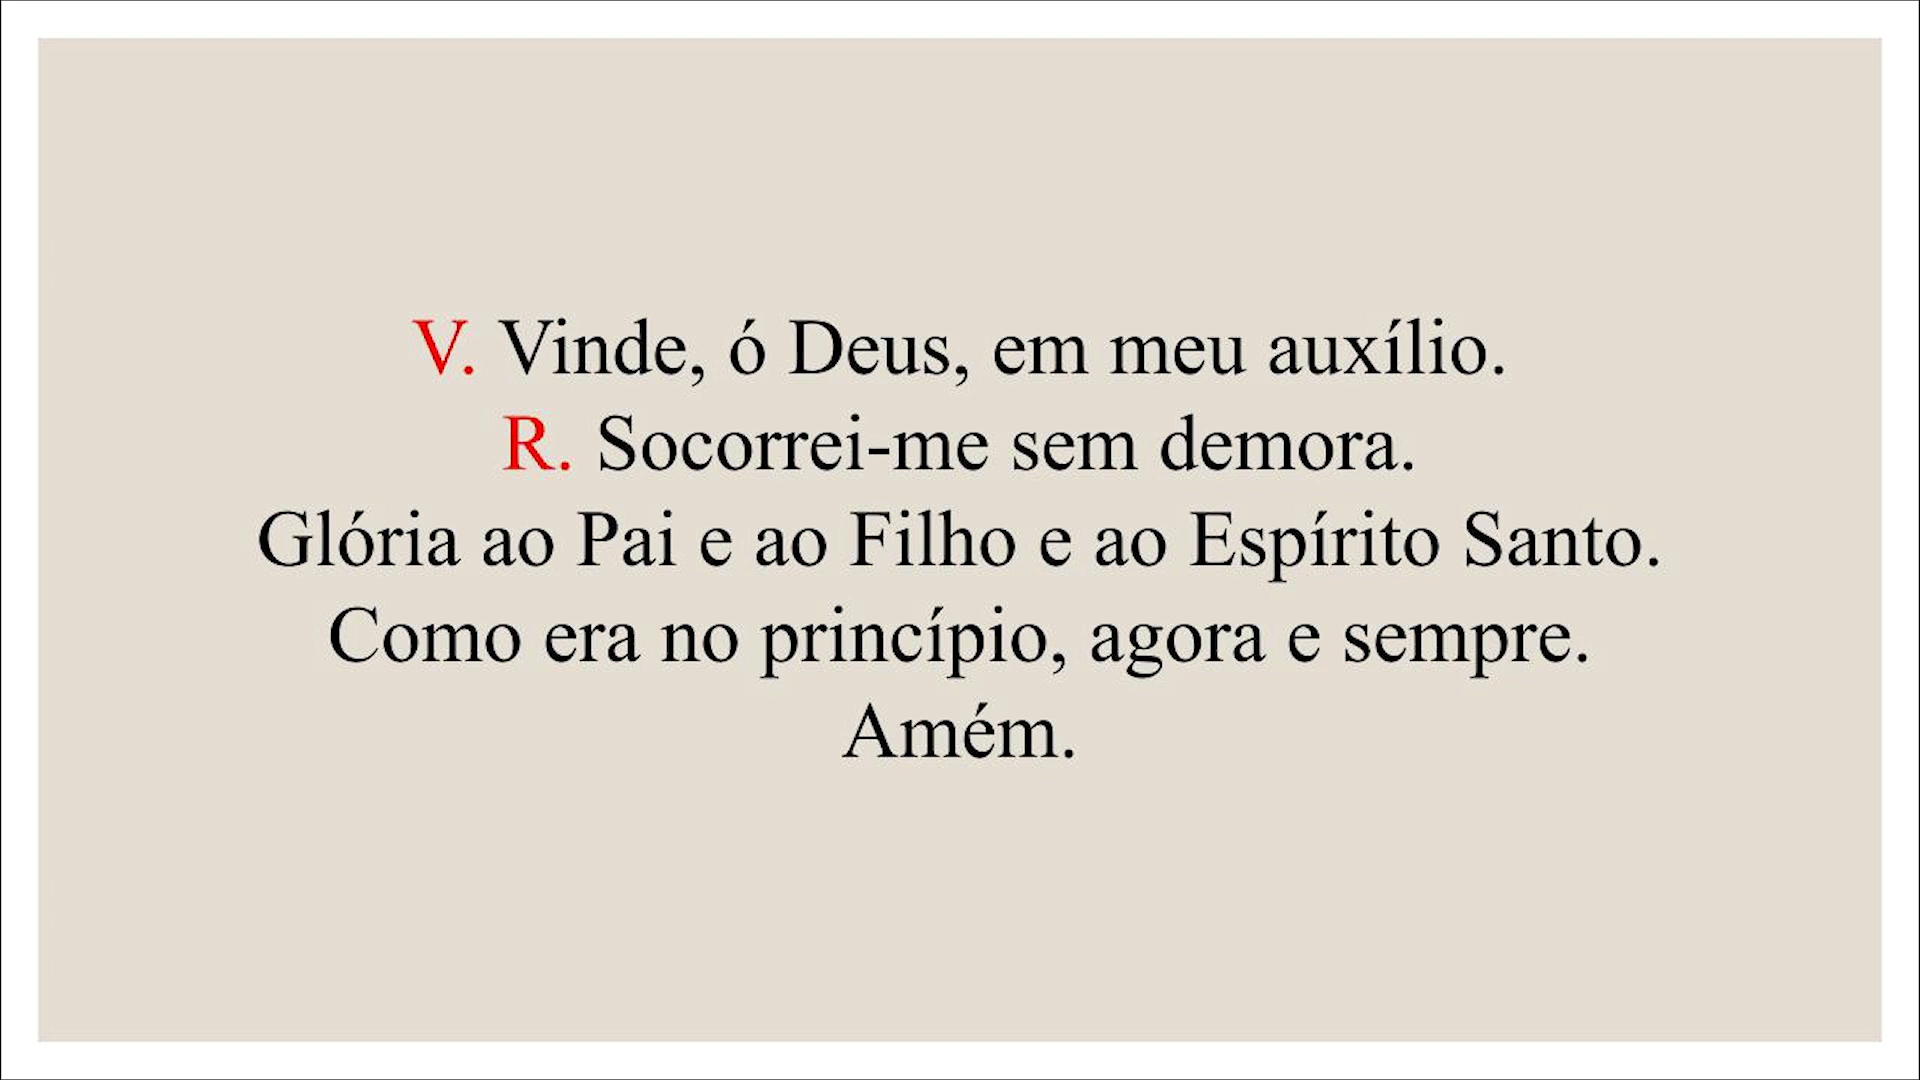 V. Vinde, ó Deus, em meu auxílio.
R. Socorrei-me sem demora.
Glória ao Pai e ao Filho e ao Espírito Santo.
Como era no princípio, agora e sempre.
Amém.